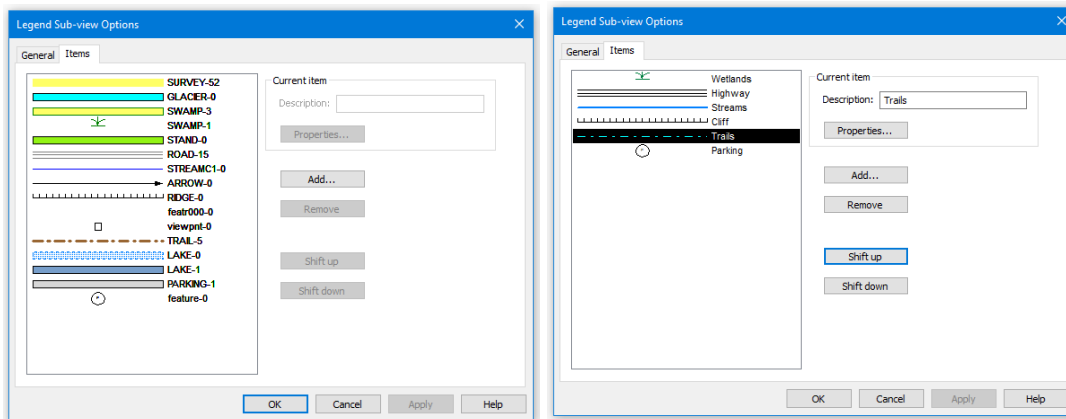 Legend Sub-view Options
General Items
SURVEY-52
GLACIER-0
SWAMP-3
SWAMP-1
STAND-0
ROAD-15
STREAMC1-0
ARROW-0
RIDGE-0
featr000-0
viewpnt-0
TRAIL-5
LAKE-0
LAKE-1
PARKING-1
feature-0
Current item
Description:
Properties...
Add...
Remove
Shift up
Shift down
OK Cancel Apply Help
Legend Sub-view Options
General Items
Wetlands
Highway
Streams
Cliff
Trails
Parking
Current item
Description: Trails
Properties...
Add...
Remove
Shift up
Shift down
OK Cancel Apply Help